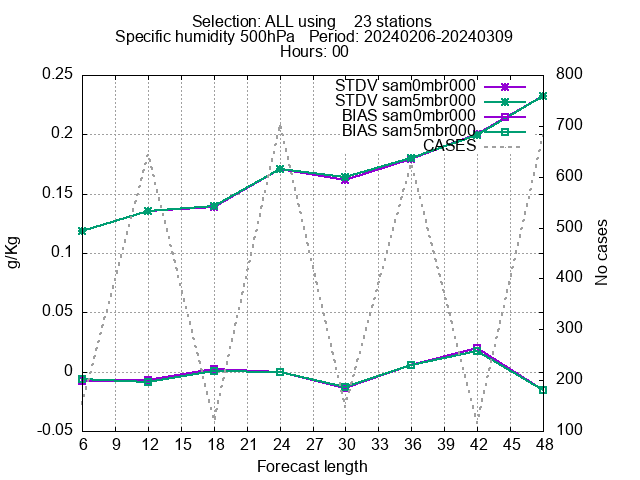 Selection: ALL using    23 stations
Specific humidity 500hPa   Period: 20240206-20240309
Hours: 00
0.25
0.2
0.15
0.1
0.05
0
-0.05
g/Kg
STDV sam0mbr000
STDV sam5mbr000
BIAS sam0mbr000
BIAS sam5mbr000
CASES
800
700
600
500
400
300
200
100
No cases
6 9 12 15 18 21 24 27 30 33 36 39 42 45 48
Forecast length